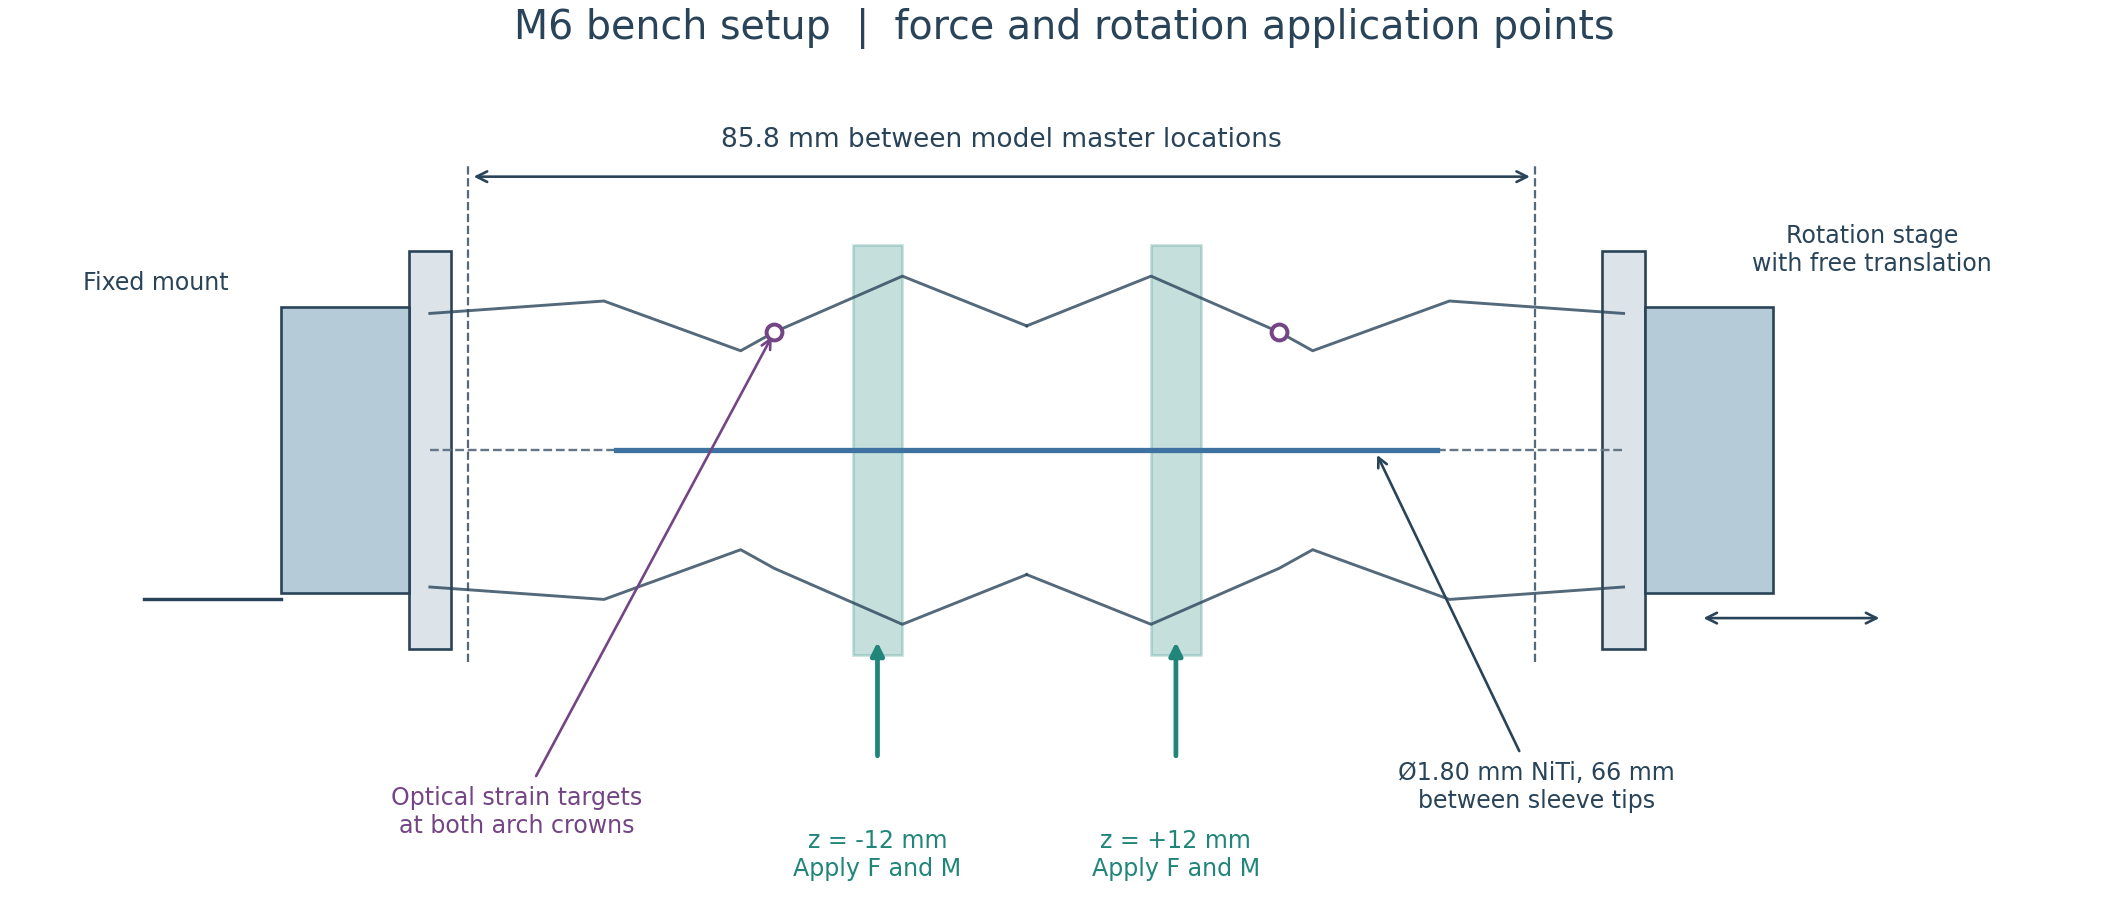 M6 bench setup | force and rotation application points
85.8 mm between model master locations
Fixed mount
Rotation stage
with free translation
Optical strain targets
at both arch crowns
z = -12 mm
Apply F and M
z = +12 mm
Apply F and M
Ø1.80 mm NiTi, 66 mm
between sleeve tips